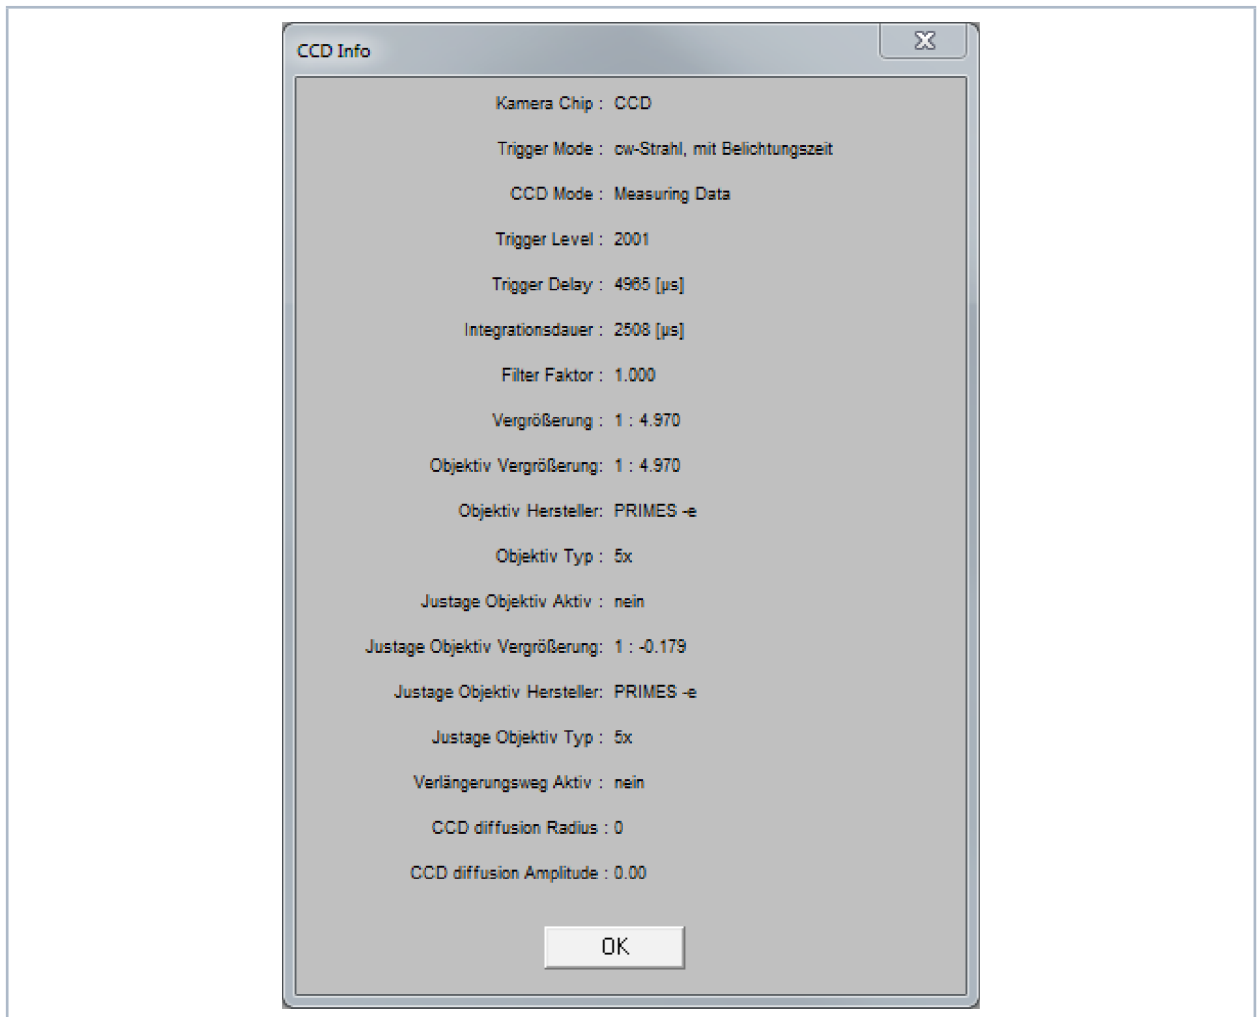 CCD Info
Kamera Chip : CCD
Trigger Mode : cw-Strahl, mit Belichtungszeit
CCD Mode : Measuring Data
Trigger Level : 2001
Trigger Delay : 4965 [µs]
Integrationsdauer : 2508 [µs]
Filter Faktor : 1.000
Vergrößerung : 1 : 4.970
Objektiv Vergrößerung: 1 : 4.970
Objektiv Hersteller: PRIMES -e
Objektiv Typ : 5x
Justage Objektiv Aktiv : nein
Justage Objektiv Vergrößerung: 1 : -0.179
Justage Objektiv Hersteller: PRIMES -e
Justage Objektiv Typ : 5x
Verlängerungsweg Aktiv : nein
CCD diffusion Radius : 0
CCD diffusion Amplitude : 0.00
OK